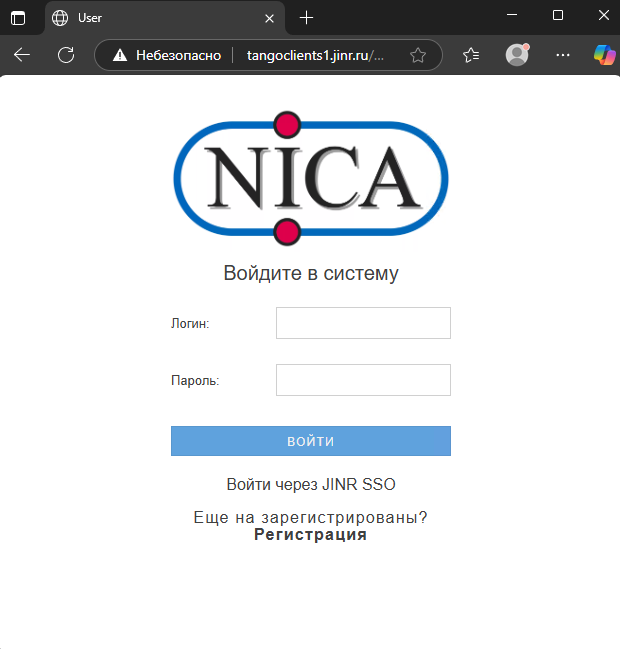 User
Небезопасно
tangoclients1.jinr.ru/...
NICA
Войдите в систему
Логин:
Пароль:
ВОЙТИ
Войти через JINR SSO
Еще на зарегистрированы?
Регистрация